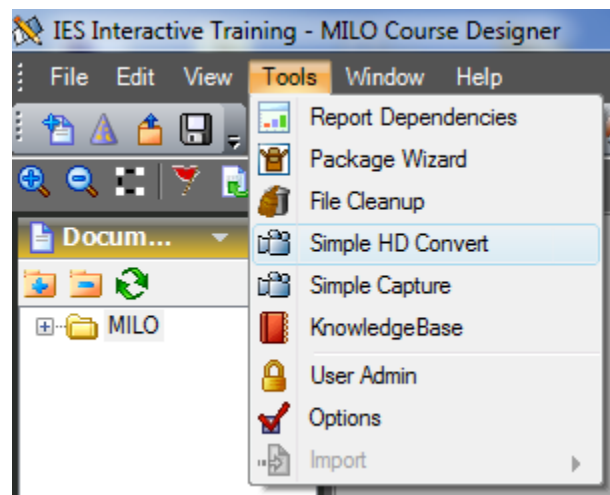 IES Interactive Training - MILO Course Designer
File Edit View Tools Window Help
Report Dependencies
Package Wizard
File Cleanup
Docum...
Simple HD Convert
Simple Capture
MILO
KnowledgeBase
User Admin
Options
Import